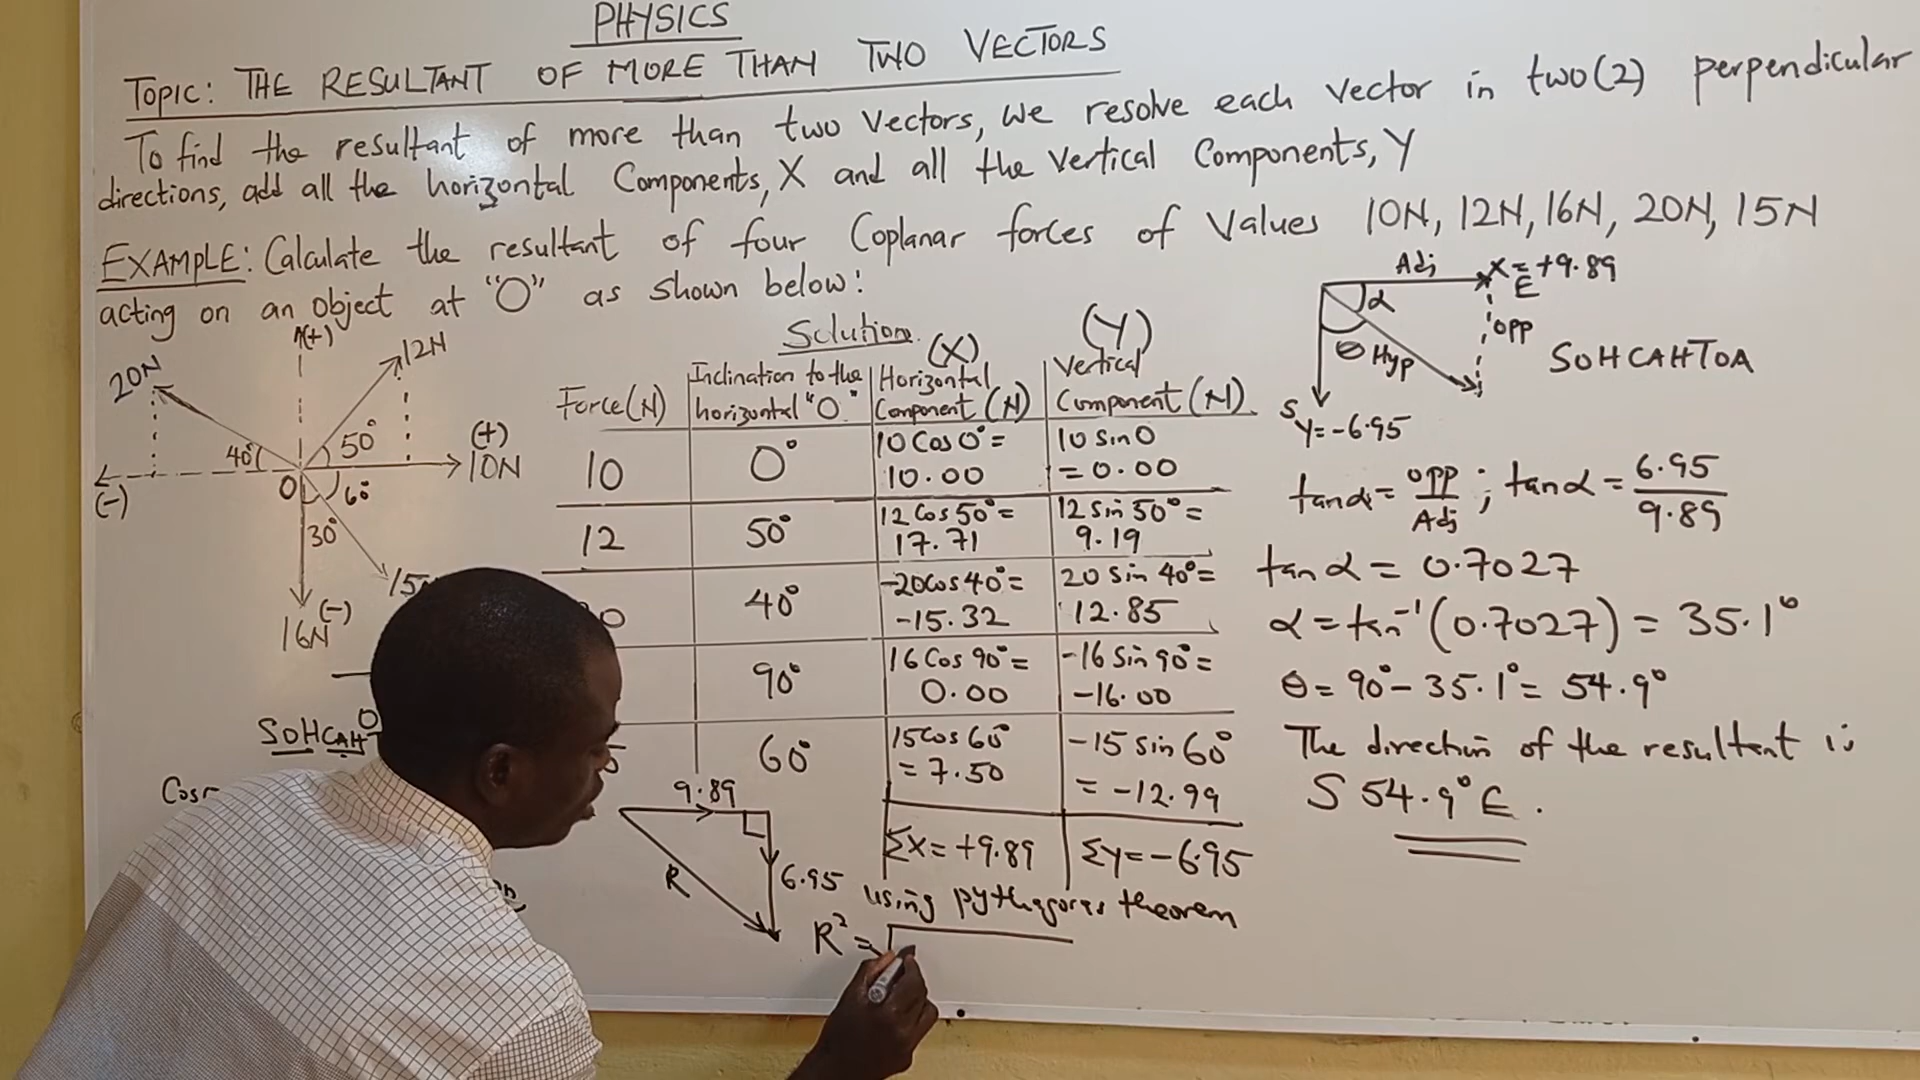 PHYSICS
TOPIC: THE RESULTANT OF MORE THAN TWO VECTORS
To find the resultant of more than two vectors, we resolve each vector in two(2) perpendicular
directions, add all the horizontal Components, X and all the vertical Components, Y
EXAMPLE: Calculate the resultant of four Coplanar forces of values 10N, 12N, 16N, 20N, 15N
acting on an object at "O" as shown below:
(+)
20N
12N
40°
50°
(+)
10N
(-)
O
60°
30°
15N
16N
(-)
SOHCAH
Solution
Force(N)
Inclination to the
horizontal "O."
(X)
Horizontal
Component (N)
(Y)
Vertical
Component (N)
10
0°
10 Cos 0° =
10.00
10 sin 0
= 0.00
12
50°
12 Cos 50° =
17.71
12 sin 50° =
9.19
0
40°
-20cos 40° =
-15.32
20 Sin 40° =
12.85
90°
16 Cos 90° =
0.00
-16 Sin 90° =
-16.00
60°
15cos 60°
= 7.50
-15 sin 60°
= -12.99
ΣX = +9.89
Σy = -6.95
9.89
6.95
R
using pythagoras theorem
R² =
Adj
X = +9.89
E
α
opp
θ
Hyp
SOHCAHTOA
S
Y = -6.95
tan α = opp/Adj ; tan α = 6.95/9.89
tan α = 0.7027
α = tan⁻¹(0.7027) = 35.1°
θ = 90° - 35.1° = 54.9°
The direction of the resultant is
S 54.9° E.